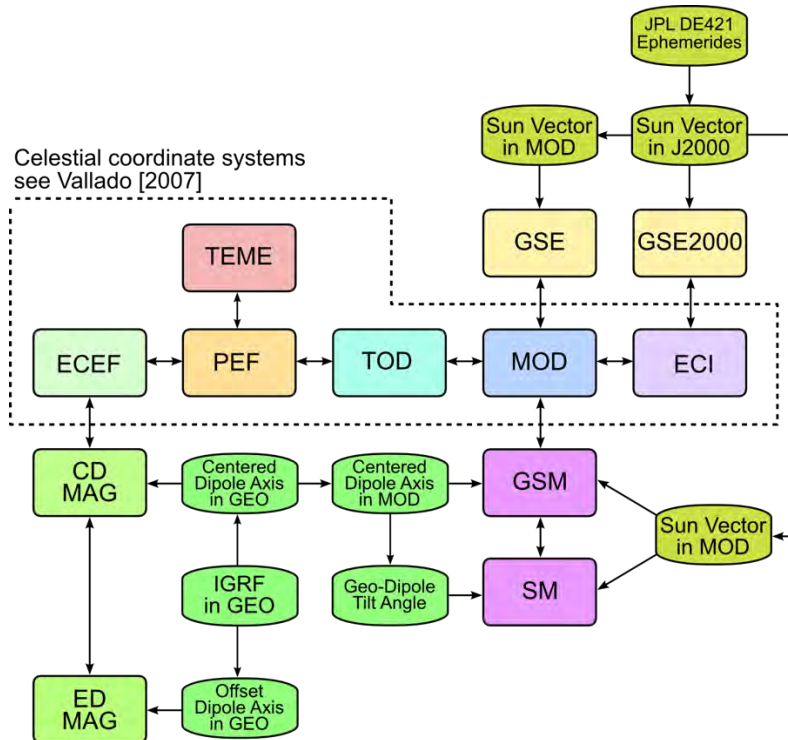 JPL DE421
Ephemerides
Sun Vector
in MOD
Sun Vector
in J2000
Celestial coordinate systems
see Vallado [2007]
GSE
GSE2000
TEME
ECEF
PEF
TOD
MOD
ECI
CD
MAG
Centered
Dipole Axis
in GEO
Centered
Dipole Axis
in MOD
GSM
Sun Vector
in MOD
IGRF
in GEO
Geo-Dipole
Tilt Angle
SM
ED
MAG
Offset
Dipole Axis
in GEO